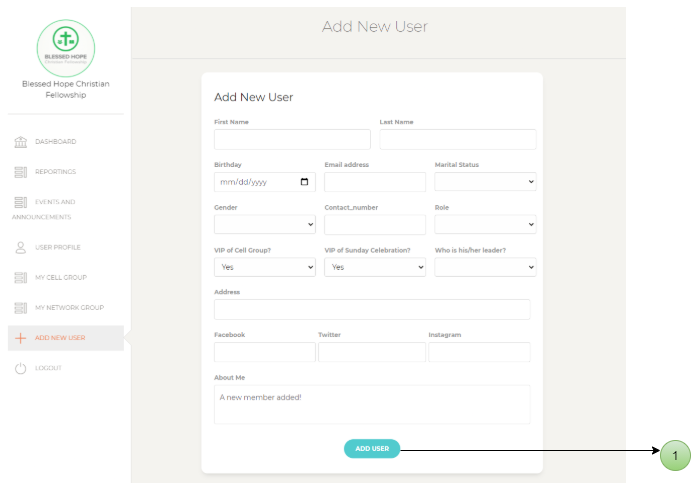 Add New User
BLESSED HOPE
Christian Fellowship
Blessed Hope Christian
Fellowship
DASHBOARD
REPORTINGS
EVENTS AND
ANNOUNCEMENTS
USER PROFILE
MY CELL GROUP
MY NETWORK GROUP
ADD NEW USER
LOGOUT
Add New User
First Name Last Name
Birthday Email address Marital Status
mm/dd/yyyy
Gender Contact_number Role
VIP of Cell Group? VIP of Sunday Celebration? Who is his/her leader?
Yes Yes
Address
Facebook Twitter Instagram
About Me
A new member added!
ADD USER
1